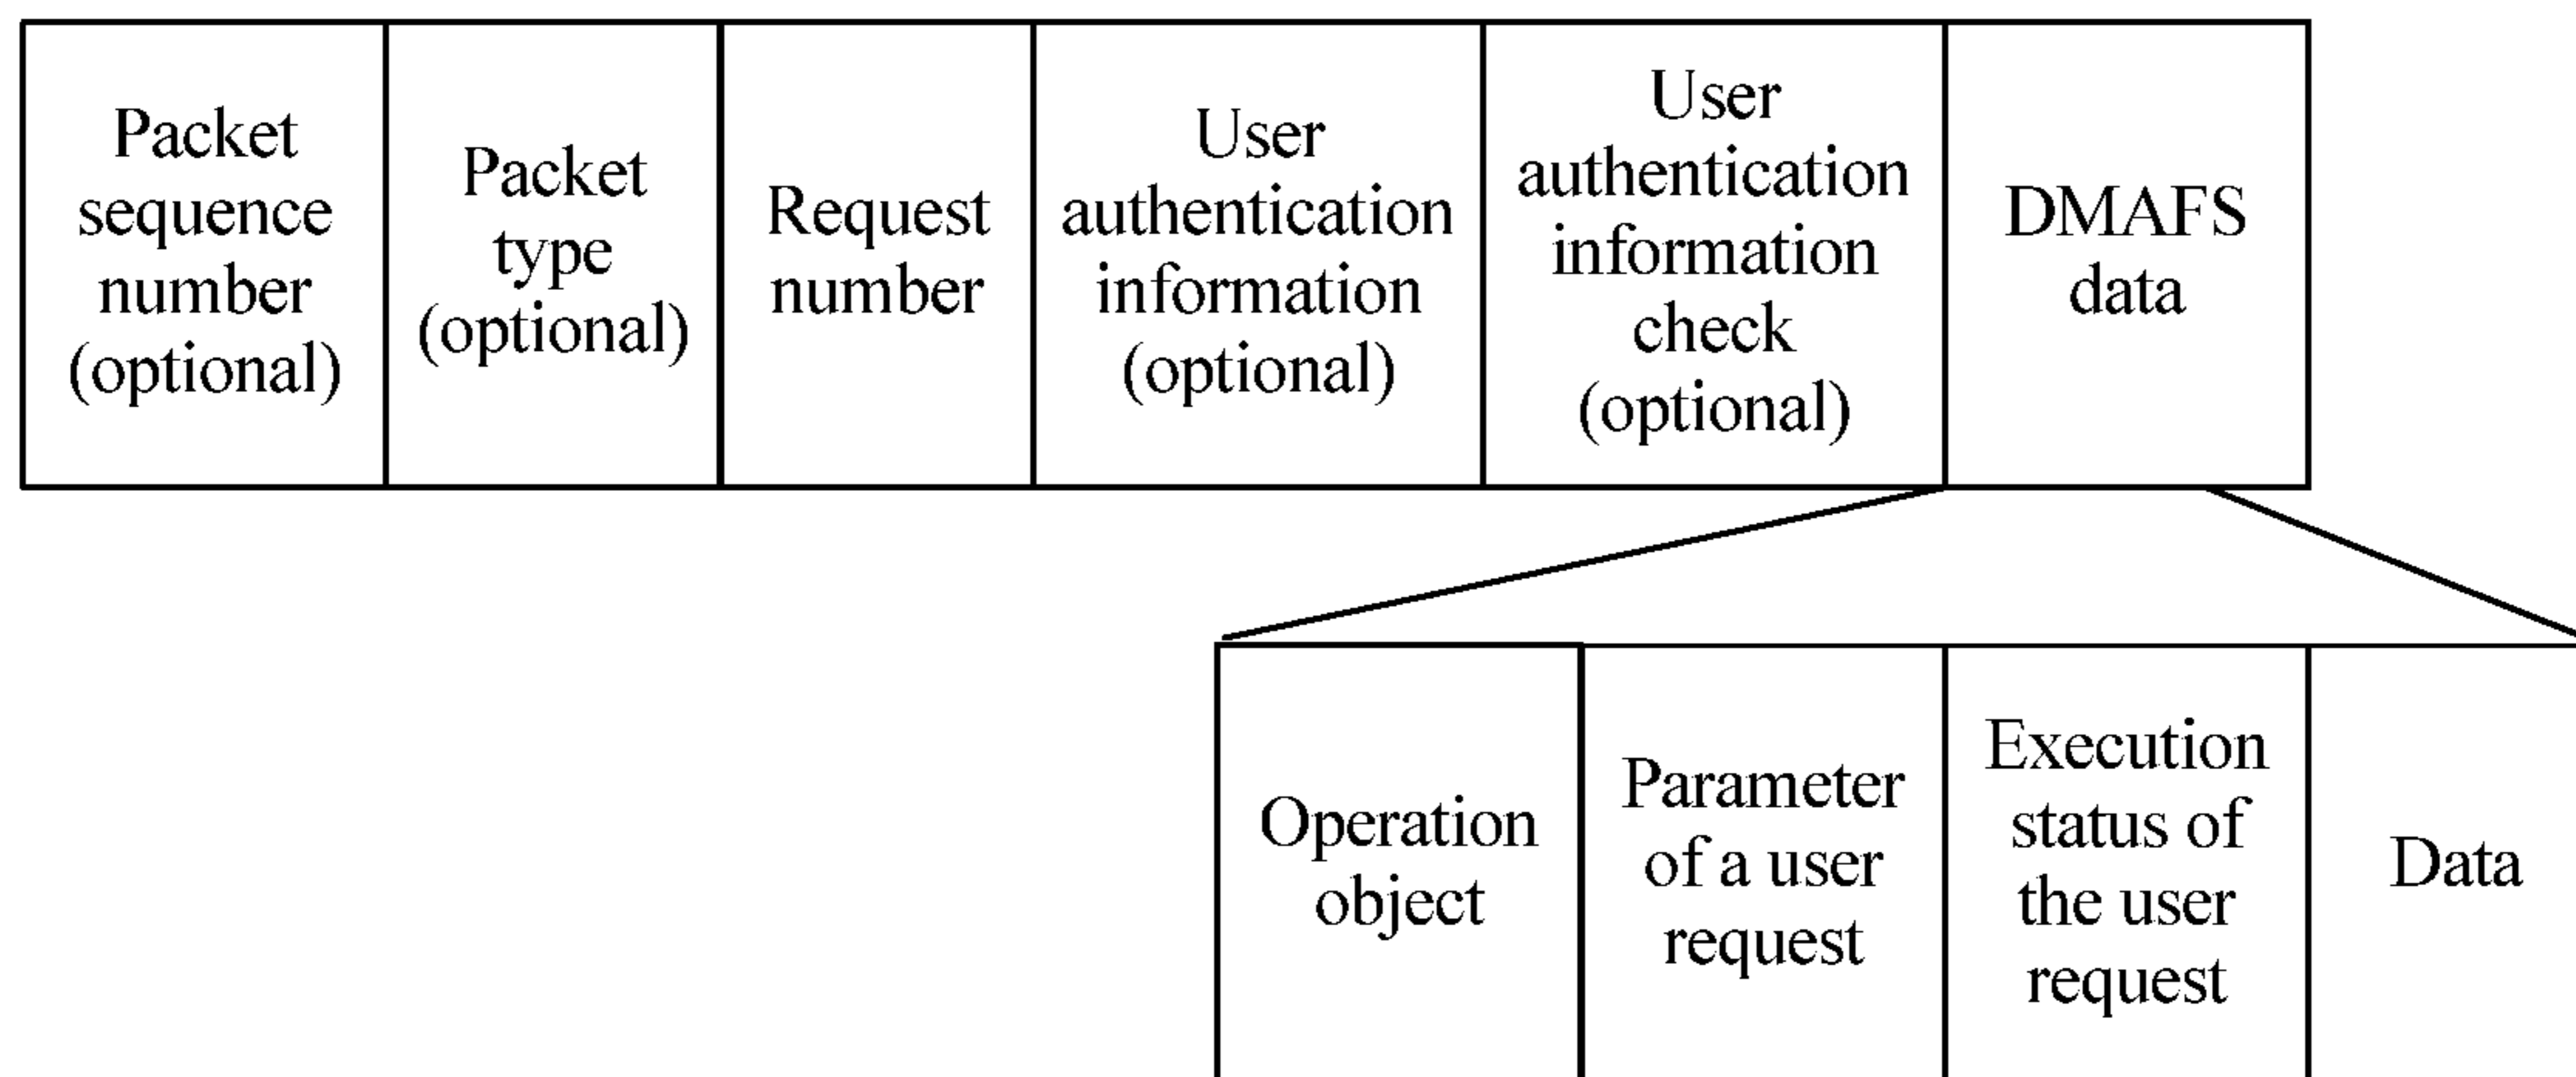 Packet
sequence
number
(optional)
Packet
type
(optional)
Request
number
User
authentication
information
(optional)
User
authentication
information
check
(optional)
DMAFS
data
Operation
object
Parameter
of a user
request
Execution
status of
the user
request
Data